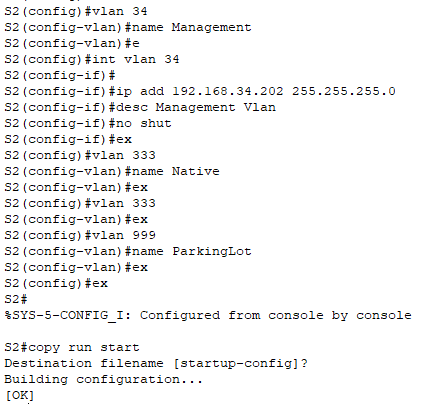 S2(config)#vlan 34
S2(config-vlan)#name Management
S2(config-vlan)#e
S2(config)#int vlan 34
S2(config-if)#
S2(config-if)#ip add 192.168.34.202 255.255.255.0
S2(config-if)#desc Management Vlan
S2(config-if)#no shut
S2(config-if)#ex
S2(config)#vlan 333
S2(config-vlan)#name Native
S2(config-vlan)#ex
S2(config)#vlan 333
S2(config-vlan)#ex
S2(config)#vlan 999
S2(config-vlan)#name ParkingLot
S2(config-vlan)#ex
S2(config)#ex
S2#
%SYS-5-CONFIG_I: Configured from console by console

S2#copy run start
Destination filename [startup-config]?
Building configuration...
[OK]